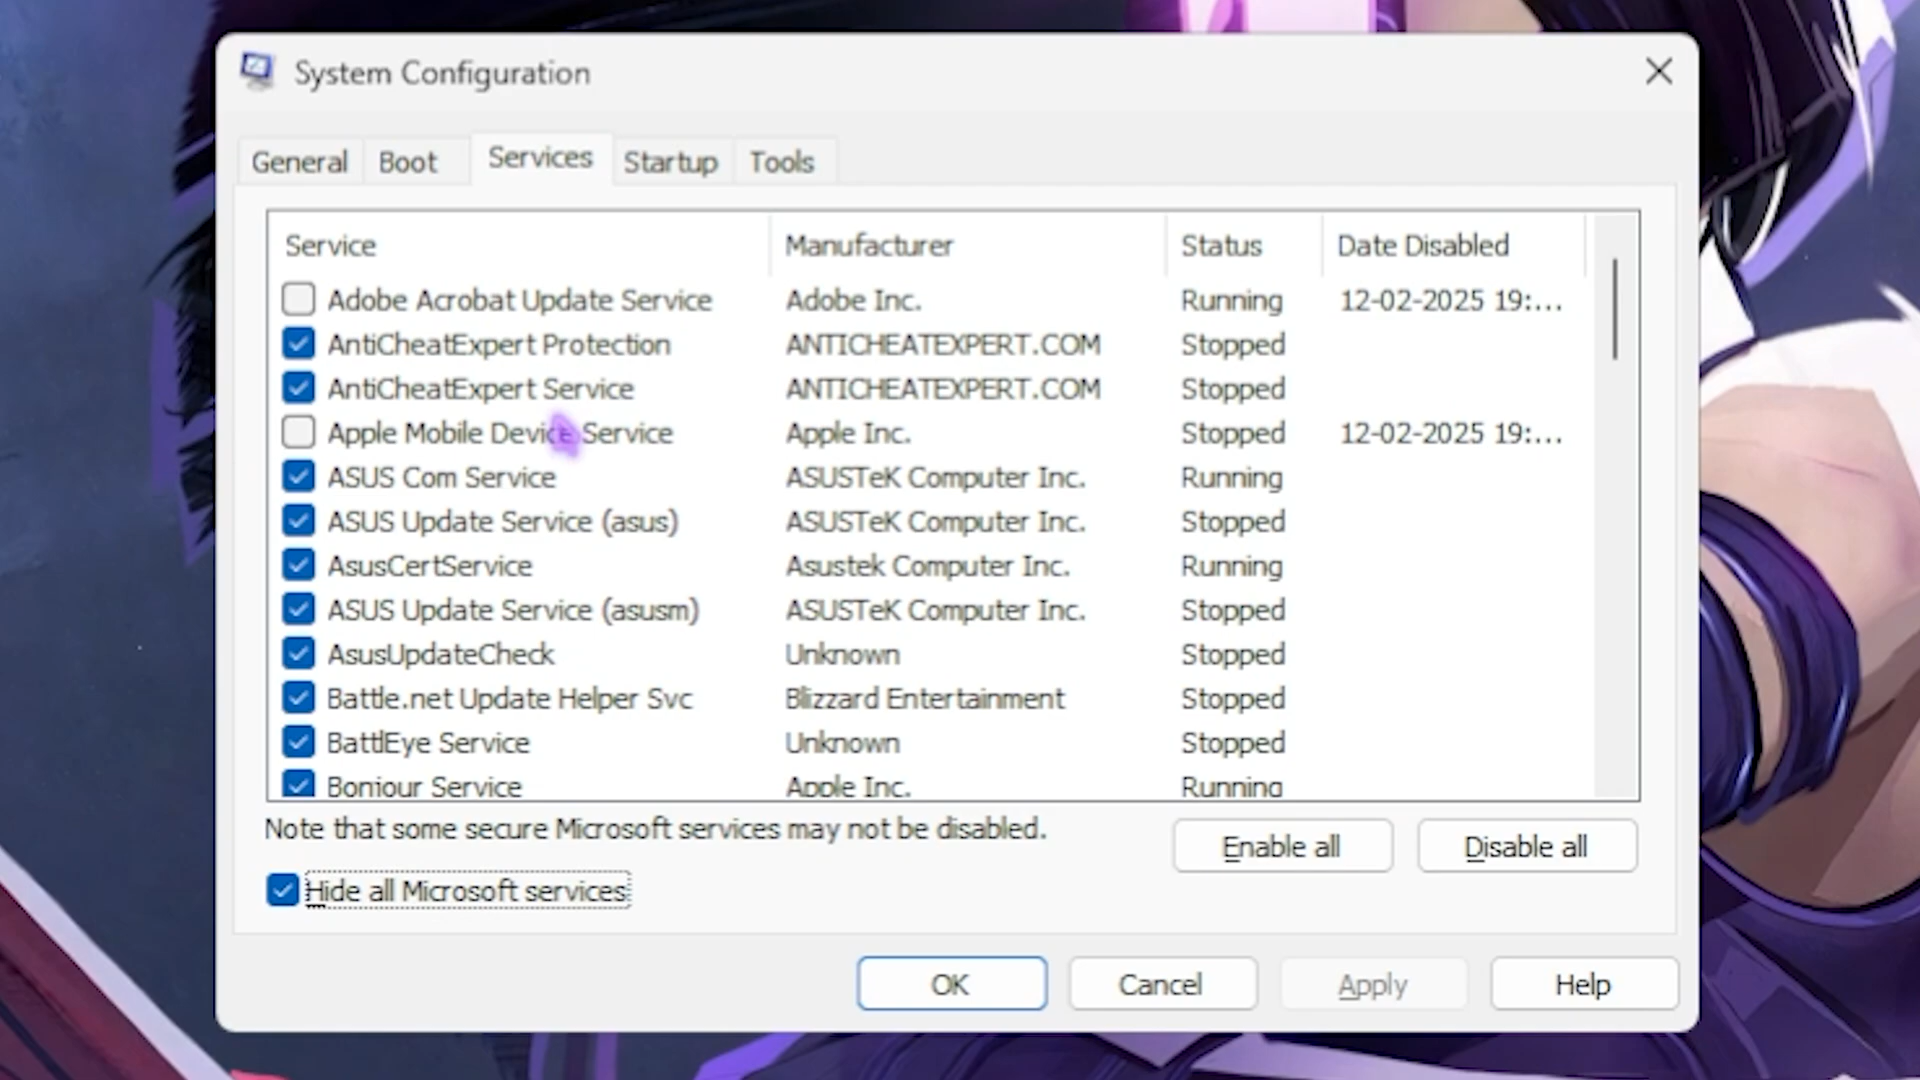 System Configuration
General Boot Services Startup Tools
Service Manufacturer Status Date Disabled
Adobe Acrobat Update Service Adobe Inc. Running 12-02-2025 19:...
AntiCheatExpert Protection ANTICHEATEXPERT.COM Stopped
AntiCheatExpert Service ANTICHEATEXPERT.COM Stopped
Apple Mobile Device Service Apple Inc. Stopped 12-02-2025 19:...
ASUS Com Service ASUSTeK Computer Inc. Running
ASUS Update Service (asus) ASUSTeK Computer Inc. Stopped
AsusCertService Asustek Computer Inc. Running
ASUS Update Service (asusm) ASUSTeK Computer Inc. Stopped
AsusUpdateCheck Unknown Stopped
Battle.net Update Helper Svc Blizzard Entertainment Stopped
BattlEye Service Unknown Stopped
Bonjour Service Apple Inc. Running
Note that some secure Microsoft services may not be disabled.
Enable all Disable all
Hide all Microsoft services
OK Cancel Apply Help